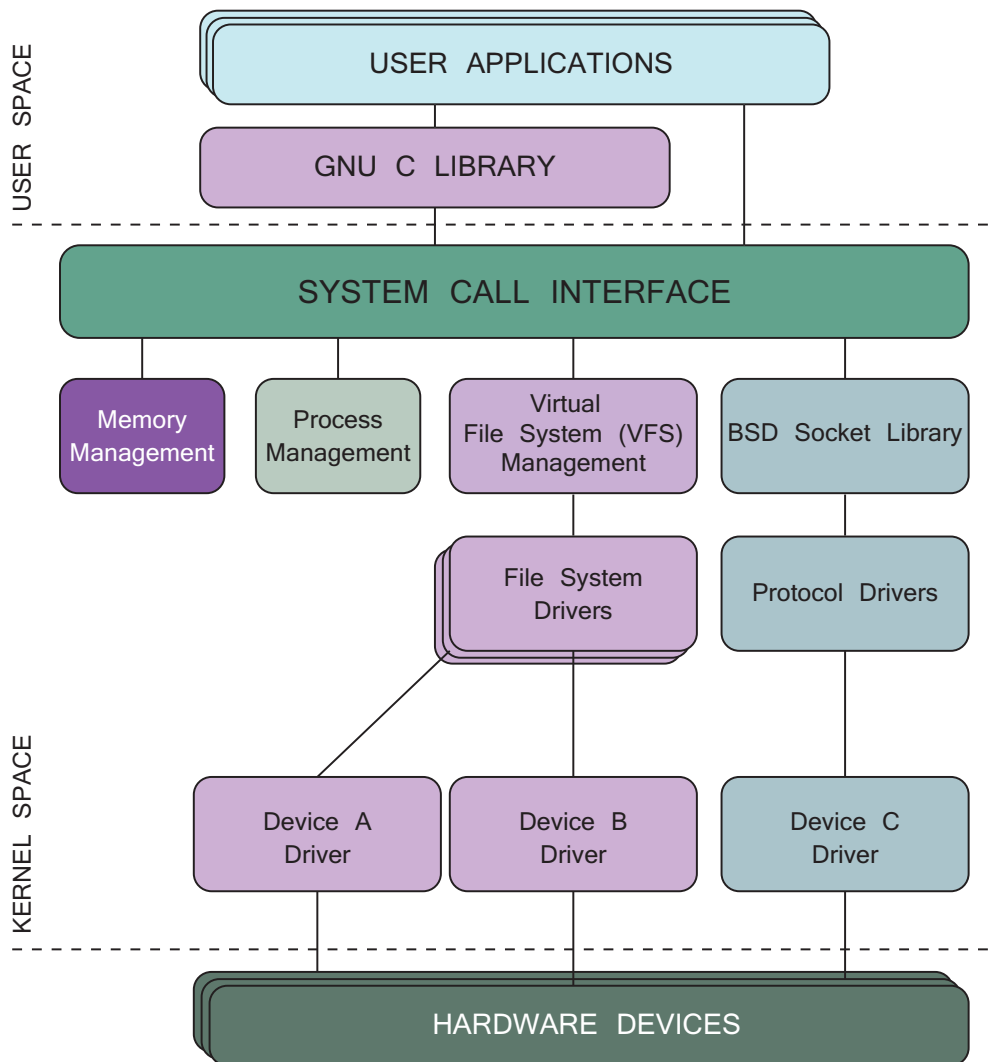 USER SPACE
USER APPLICATIONS
GNU C LIBRARY
SYSTEM CALL INTERFACE
Memory
Management
Process
Management
Virtual
File System (VFS)
Management
BSD Socket Library
File System
Drivers
Protocol Drivers
KERNEL SPACE
Device A
Driver
Device B
Driver
Device C
Driver
HARDWARE DEVICES